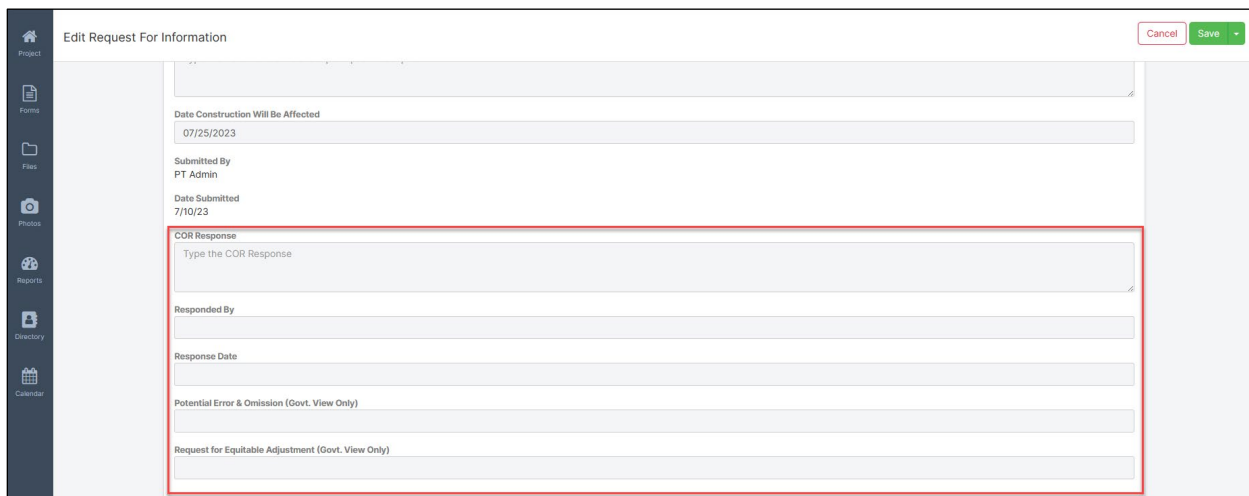 Project
Edit Request For Information
Cancel
Save
Forms
Files
Photos
Reports
Directory
Calendar
Date Construction Will Be Affected
07/25/2023
Submitted By
PT Admin
Date Submitted
7/10/23
COR Response
Type the COR Response
Responded By
Response Date
Potential Error & Omission (Govt. View Only)
Request for Equitable Adjustment (Govt. View Only)